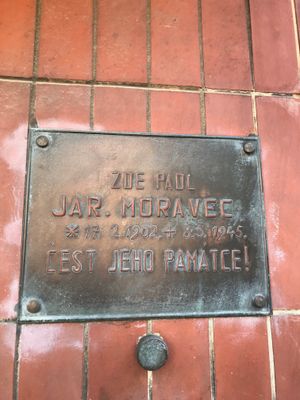 ZDE PADL
JAR. MORAVEC
* 17. 2. 1902. + 8. 5. 1945.
ČEST JEHO PAMÁTCE!